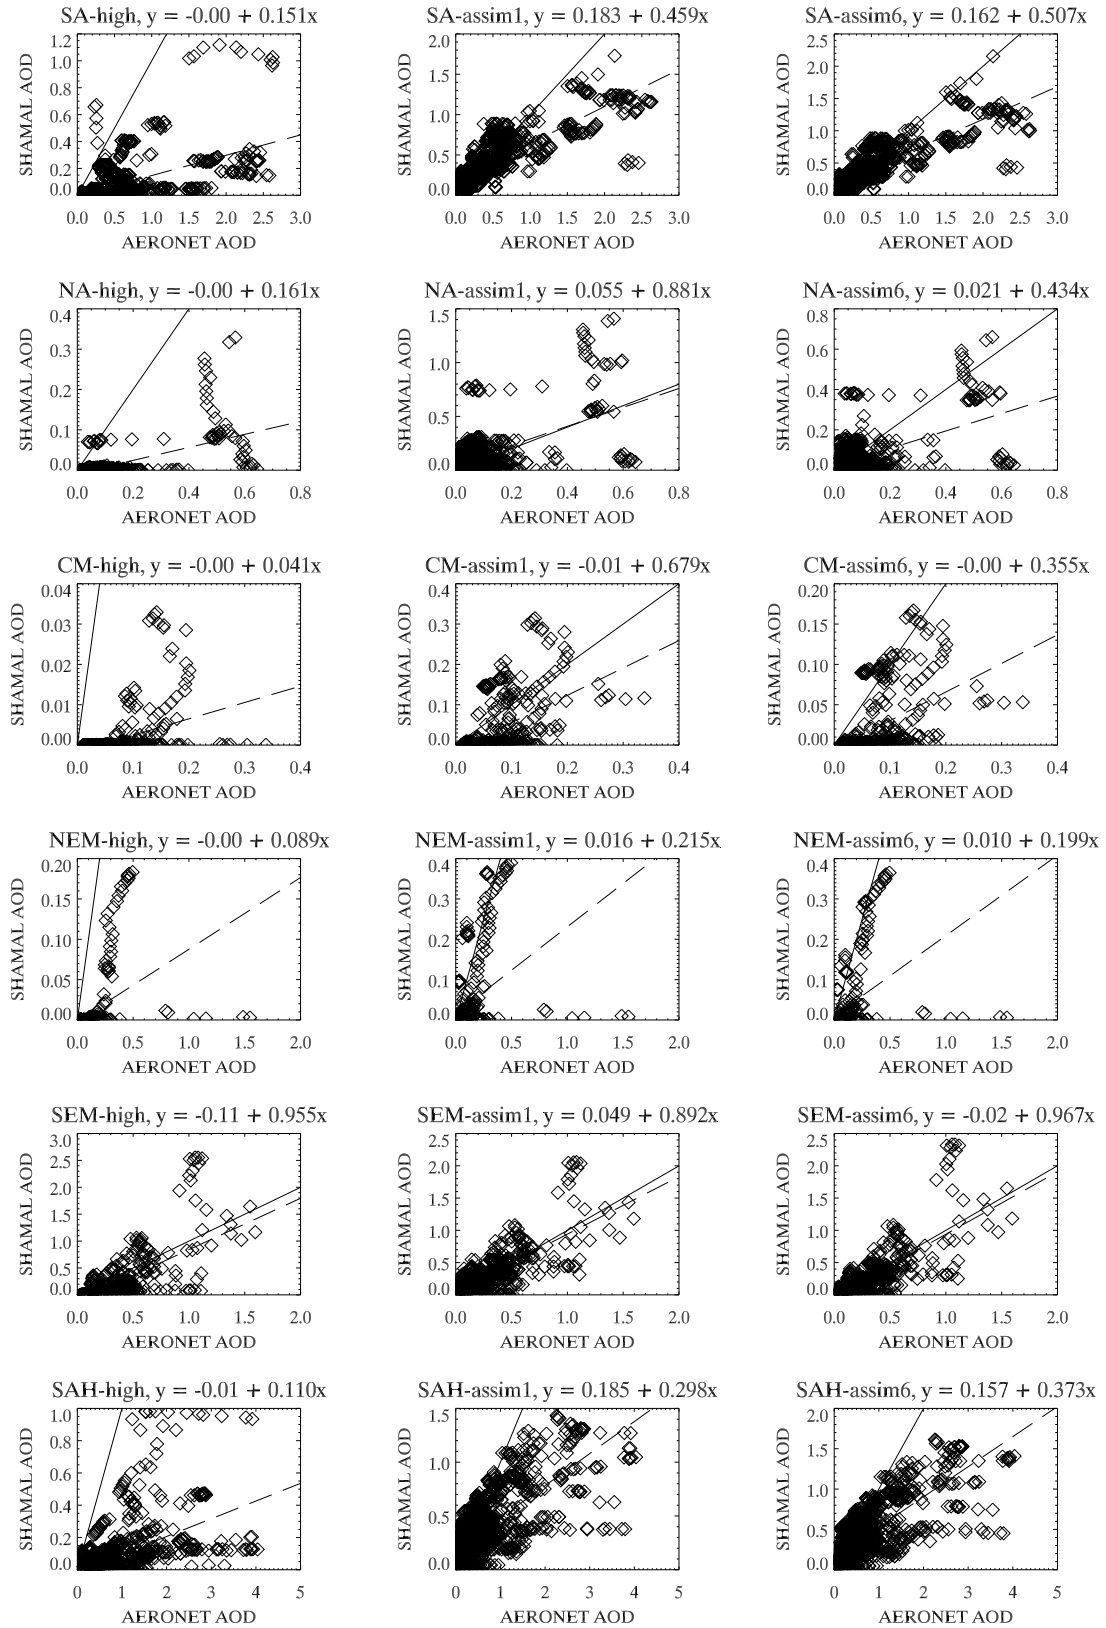 SA-high, y = -0.00 + 0.151x
SHAMAL AOD
1.2
1.0
0.8
0.6
0.4
0.2
0.0
0.0 0.5 1.0 1.5 2.0 2.5 3.0
AERONET AOD
SA-assim1, y = 0.183 + 0.459x
SHAMAL AOD
2.0
1.5
1.0
0.5
0.0
0.0 0.5 1.0 1.5 2.0 2.5 3.0
AERONET AOD
SA-assim6, y = 0.162 + 0.507x
SHAMAL AOD
2.5
2.0
1.5
1.0
0.5
0.0
0.0 0.5 1.0 1.5 2.0 2.5 3.0
AERONET AOD
NA-high, y = -0.00 + 0.161x
SHAMAL AOD
0.4
0.3
0.2
0.1
0.0
0.0 0.2 0.4 0.6 0.8
AERONET AOD
NA-assim1, y = 0.055 + 0.881x
SHAMAL AOD
1.5
1.0
0.5
0.0
0.0 0.2 0.4 0.6 0.8
AERONET AOD
NA-assim6, y = 0.021 + 0.434x
SHAMAL AOD
0.8
0.6
0.4
0.2
0.0
0.0 0.2 0.4 0.6 0.8
AERONET AOD
CM-high, y = -0.00 + 0.041x
SHAMAL AOD
0.04
0.03
0.02
0.01
0.00
0.0 0.1 0.2 0.3 0.4
AERONET AOD
CM-assim1, y = -0.01 + 0.679x
SHAMAL AOD
0.4
0.3
0.2
0.1
0.0
0.0 0.1 0.2 0.3 0.4
AERONET AOD
CM-assim6, y = -0.00 + 0.355x
SHAMAL AOD
0.20
0.15
0.10
0.05
0.00
0.0 0.1 0.2 0.3 0.4
AERONET AOD
NEM-high, y = -0.00 + 0.089x
SHAMAL AOD
0.20
0.15
0.10
0.05
0.00
0.0 0.5 1.0 1.5 2.0
AERONET AOD
NEM-assim1, y = 0.016 + 0.215x
SHAMAL AOD
0.4
0.3
0.2
0.1
0.0
0.0 0.5 1.0 1.5 2.0
AERONET AOD
NEM-assim6, y = 0.010 + 0.199x
SHAMAL AOD
0.4
0.3
0.2
0.1
0.0
0.0 0.5 1.0 1.5 2.0
AERONET AOD
SEM-high, y = -0.11 + 0.955x
SHAMAL AOD
3.0
2.5
2.0
1.5
1.0
0.5
0.0
0.0 0.5 1.0 1.5 2.0
AERONET AOD
SEM-assim1, y = 0.049 + 0.892x
SHAMAL AOD
2.5
2.0
1.5
1.0
0.5
0.0
0.0 0.5 1.0 1.5 2.0
AERONET AOD
SEM-assim6, y = -0.02 + 0.967x
SHAMAL AOD
2.5
2.0
1.5
1.0
0.5
0.0
0.0 0.5 1.0 1.5 2.0
AERONET AOD
SAH-high, y = -0.01 + 0.110x
SHAMAL AOD
1.0
0.8
0.6
0.4
0.2
0.0
0 1 2 3 4 5
AERONET AOD
SAH-assim1, y = 0.185 + 0.298x
SHAMAL AOD
1.5
1.0
0.5
0.0
0 1 2 3 4 5
AERONET AOD
SAH-assim6, y = 0.157 + 0.373x
SHAMAL AOD
2.0
1.5
1.0
0.5
0.0
0 1 2 3 4 5
AERONET AOD